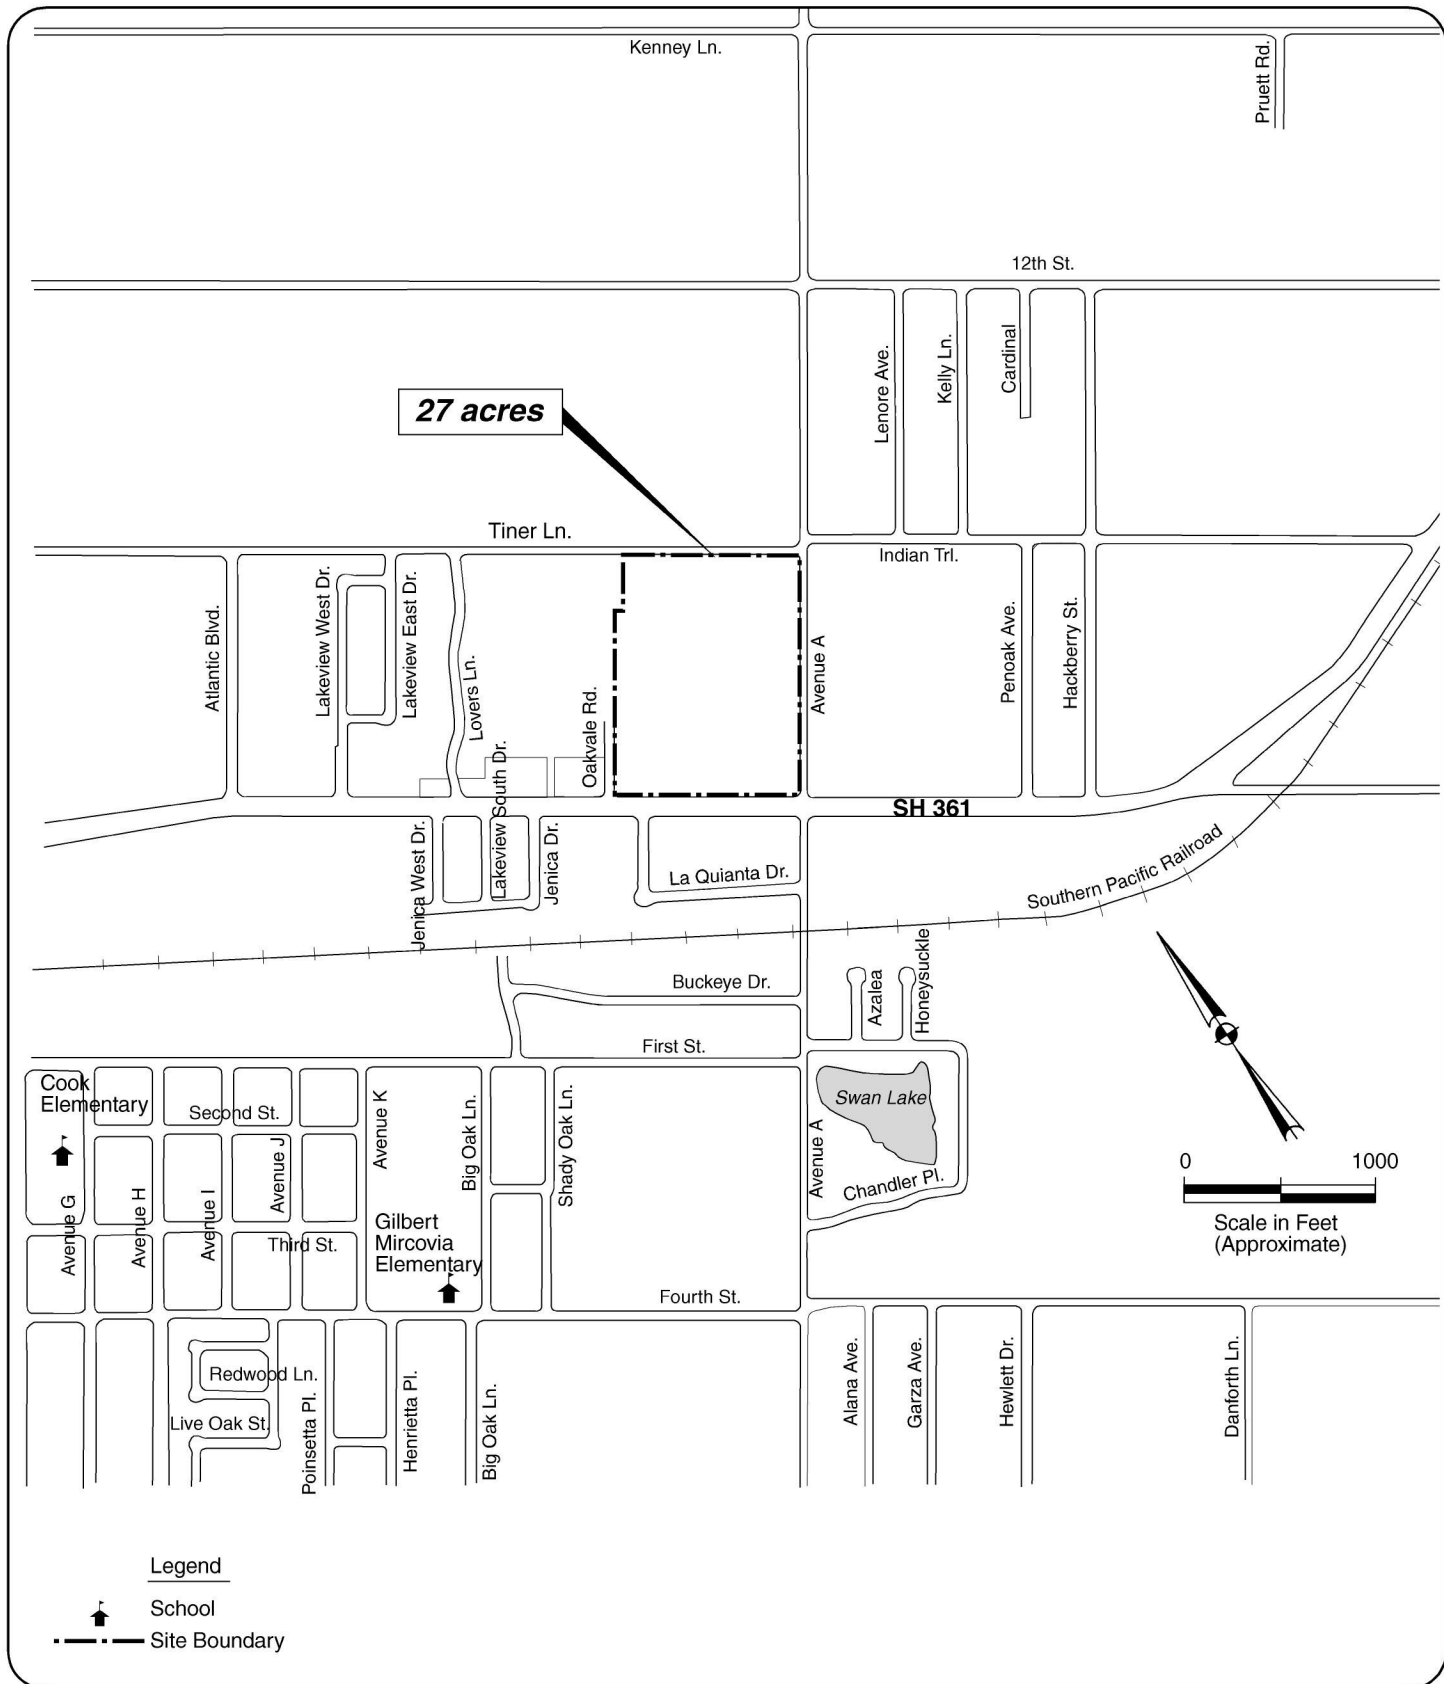 Kenney Ln.
Pruett Rd.
12th St.
Lenore Ave.
Kelly Ln.
Cardinal
27 acres
Tiner Ln.
Indian Trl.
Atlantic Blvd.
Lakeview West Dr.
Lakeview East Dr.
Lovers Ln.
Oakvale Rd.
Avenue A
Penoak Ave.
Hackberry St.
SH 361
Jenica West Dr.
Lakeview South Dr.
Jenica Dr.
La Quianta Dr.
Southern Pacific Railroad
Buckeye Dr.
Azalea
Honeysuckle
First St.
Cook
Elementary
Second St.
Avenue K
Big Oak Ln.
Shady Oak Ln.
Avenue A
Swan Lake
Chandler Pl.
Avenue G
Avenue H
Avenue I
Avenue J
Third St.
Gilbert
Mircovia
Elementary
Fourth St.
0 1000
Scale in Feet
(Approximate)
Redwood Ln.
Live Oak St.
Poinsetta Pl.
Henrietta Pl.
Big Oak Ln.
Alana Ave.
Garza Ave.
Hewlett Dr.
Danforth Ln.
Legend
School
Site Boundary